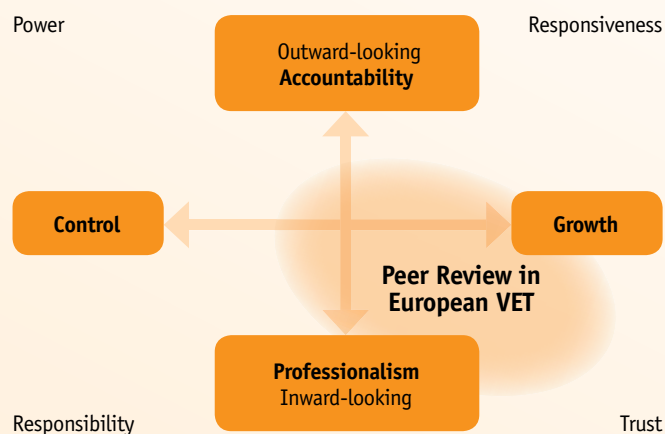 Power
Responsiveness
Outward-looking
Accountability
Control
Growth
Peer Review in
European VET
Professionalism
Inward-looking
Responsibility
Trust